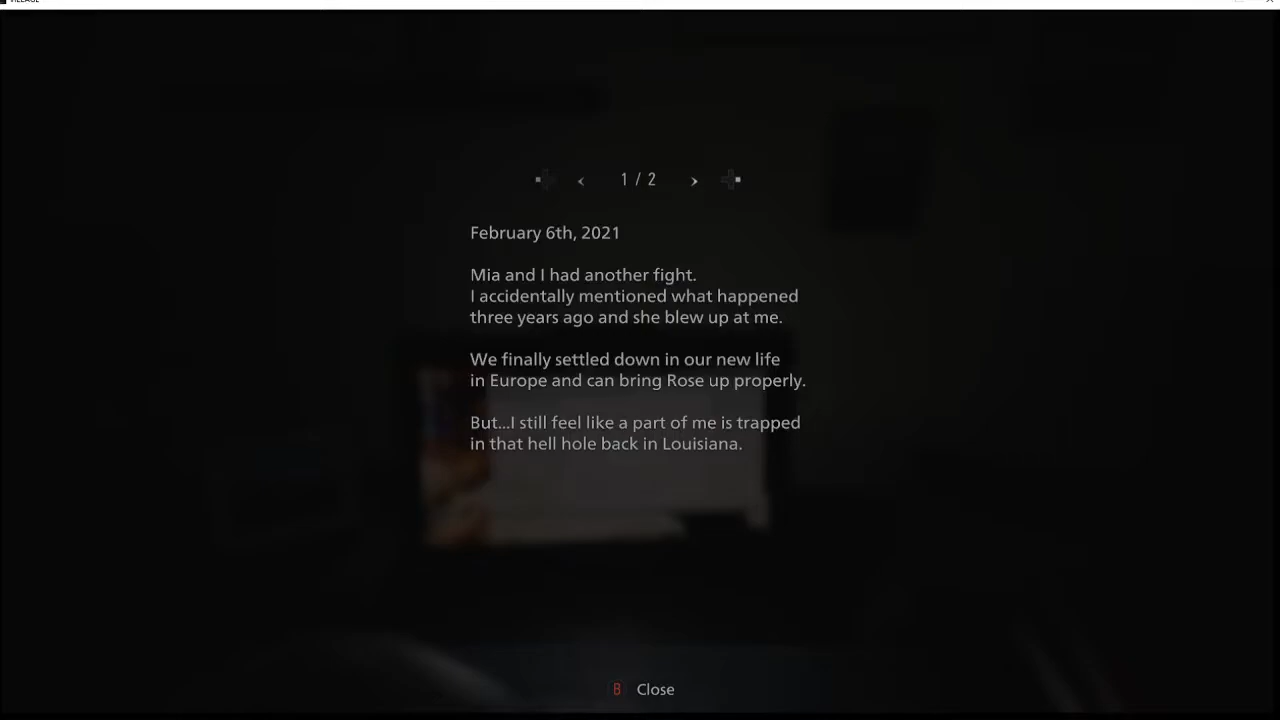 VILLAGE
1 / 2
February 6th, 2021
Mia and I had another fight.
I accidentally mentioned what happened
three years ago and she blew up at me.
We finally settled down in our new life
in Europe and can bring Rose up properly.
But...I still feel like a part of me is trapped
in that hell hole back in Louisiana.
B Close